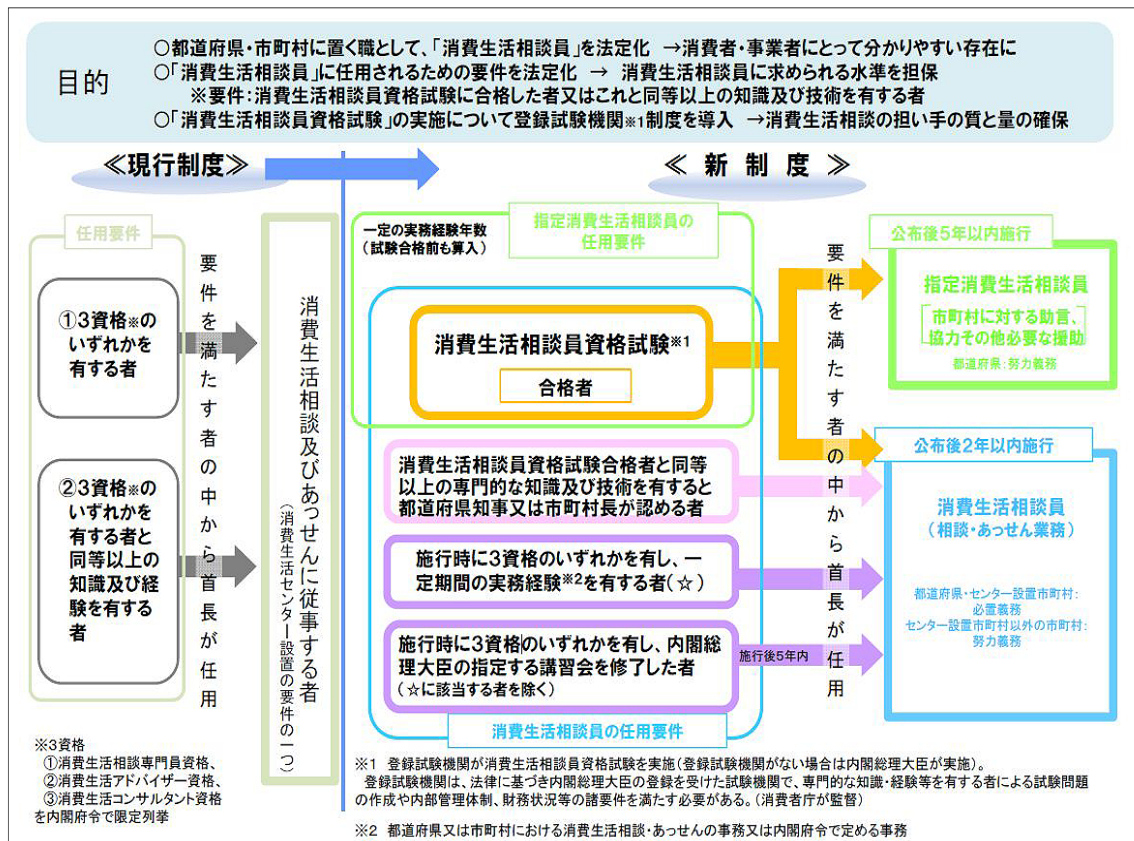 目的
○都道府県・市町村に置く職として、「消費生活相談員」を法定化 →消費者・事業者にとって分かりやすい存在に
○「消費生活相談員」に任用されるための要件を法定化 → 消費生活相談員に求められる水準を担保
※要件：消費生活相談員資格試験に合格した者又はこれと同等以上の知識及び技術を有する者
○「消費生活相談員資格試験」の実施について登録試験機関※1制度を導入 →消費生活相談の担い手の質と量の確保
≪現行制度≫
≪ 新 制 度 ≫
任用要件
①3資格※の
いずれかを
有する者
②3資格※の
いずれかを
有する者と
同等以上の
知識及び経
験を有する
者
要件を満たす者の中から首長が任用
消費生活相談及びあっせんに従事する者
（消費生活センター設置の要件の一つ）
※3資格
①消費生活相談専門員資格、
②消費生活アドバイザー資格、
③消費生活コンサルタント資格
を内閣府令で限定列挙
一定の実務経験年数
（試験合格前も算入）
指定消費生活相談員の
任用要件
消費生活相談員資格試験※1
合格者
消費生活相談員資格試験合格者と同等
以上の専門的な知識及び技術を有すると
都道府県知事又は市町村長が認める者
施行時に3資格のいずれかを有し、一
定期間の実務経験※2を有する者（☆）
施行時に3資格のいずれかを有し、内閣総
理大臣の指定する講習会を修了した者
（☆に該当する者を除く）
施行後5年内
消費生活相談員の任用要件
要件を満たす者の中から首長が任用
公布後5年以内施行
指定消費生活相談員
市町村に対する助言、
協力その他必要な援助
都道府県：努力義務
公布後2年以内施行
消費生活相談員
（相談・あっせん業務）
都道府県・センター設置市町村：
必置義務
センター設置市町村以外の市町村：
努力義務
※1 登録試験機関が消費生活相談員資格試験を実施（登録試験機関がない場合は内閣総理大臣が実施）。
登録試験機関は、法律に基づき内閣総理大臣の登録を受けた試験機関で、専門的な知識・経験等を有する者による試験問題
の作成や内部管理体制、財務状況等の諸要件を満たす必要がある。（消費者庁が監督）
※2 都道府県又は市町村における消費生活相談・あっせんの事務又は内閣府令で定める事務